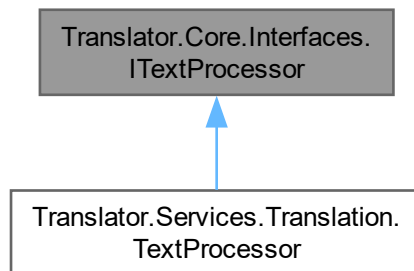 Translator.Core.Interfaces.
ITextProcessor
Translator.Services.Translation.
TextProcessor